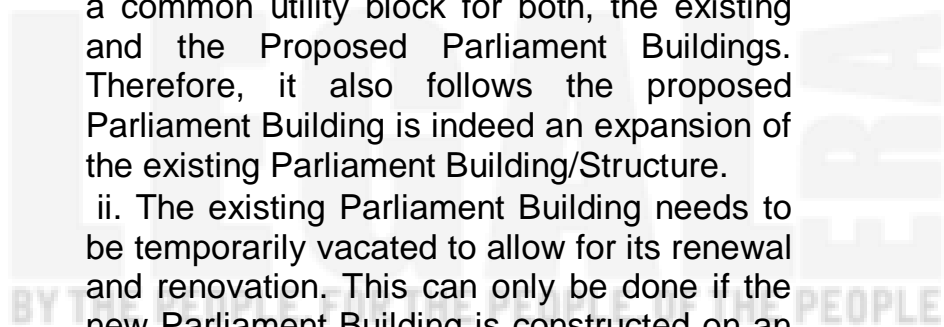 a common utility block for both, the existing
and the Proposed Parliament Buildings.
Therefore, it also follows the proposed
Parliament Building is indeed an expansion of
the existing Parliament Building/Structure.
ii. The existing Parliament Building needs to
be temporarily vacated to allow for its renewal
and renovation. This can only be done if the
new Parliament Building is constructed on an
LEGAL ERA
BY THE PEOPLE FOR THE PEOPLE OF THE PEOPLE